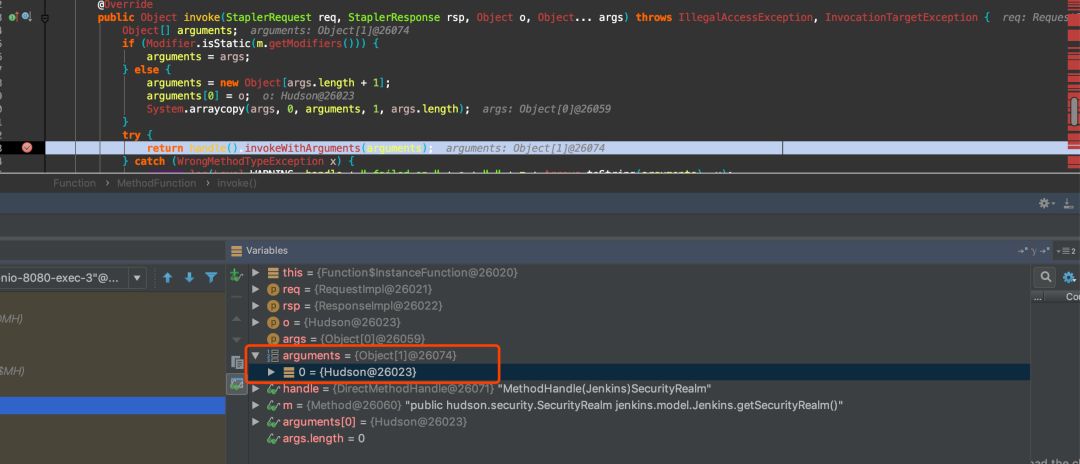 @Override
public Object invoke(StaplerRequest req, StaplerResponse rsp, Object o, Object... args) throws IllegalAccessException, InvocationTargetException { req: Reques
Object[] arguments; arguments: Object[1]@26074
if (Modifier.isStatic(m.getModifiers())) {
arguments = args;
} else {
arguments = new Object[args.length + 1];
arguments[0] = o; o: Hudson@26023
System.arraycopy(args, 0, arguments, 1, args.length); args: Object[0]@26059
}
try {
return handle().invokeWithArguments(arguments); arguments: Object[1]@26074
} catch (WrongMethodTypeException x) {
Function › MethodFunction › invoke()
Variables
nio-8080-exec-3"@...
this = {Function$InstanceFunction@26020}
req = {RequestImpl@26021}
rsp = {ResponseImpl@26022}
o = {Hudson@26023}
args = {Object[0]@26059}
arguments = {Object[1]@26074}
0 = {Hudson@26023}
handle = {DirectMethodHandle@26071} "MethodHandle(Jenkins)SecurityRealm"
m = {Method@26060} "public hudson.security.SecurityRealm jenkins.model.Jenkins.getSecurityRealm()"
arguments[0] = {Hudson@26023}
args.length = 0
... Cou